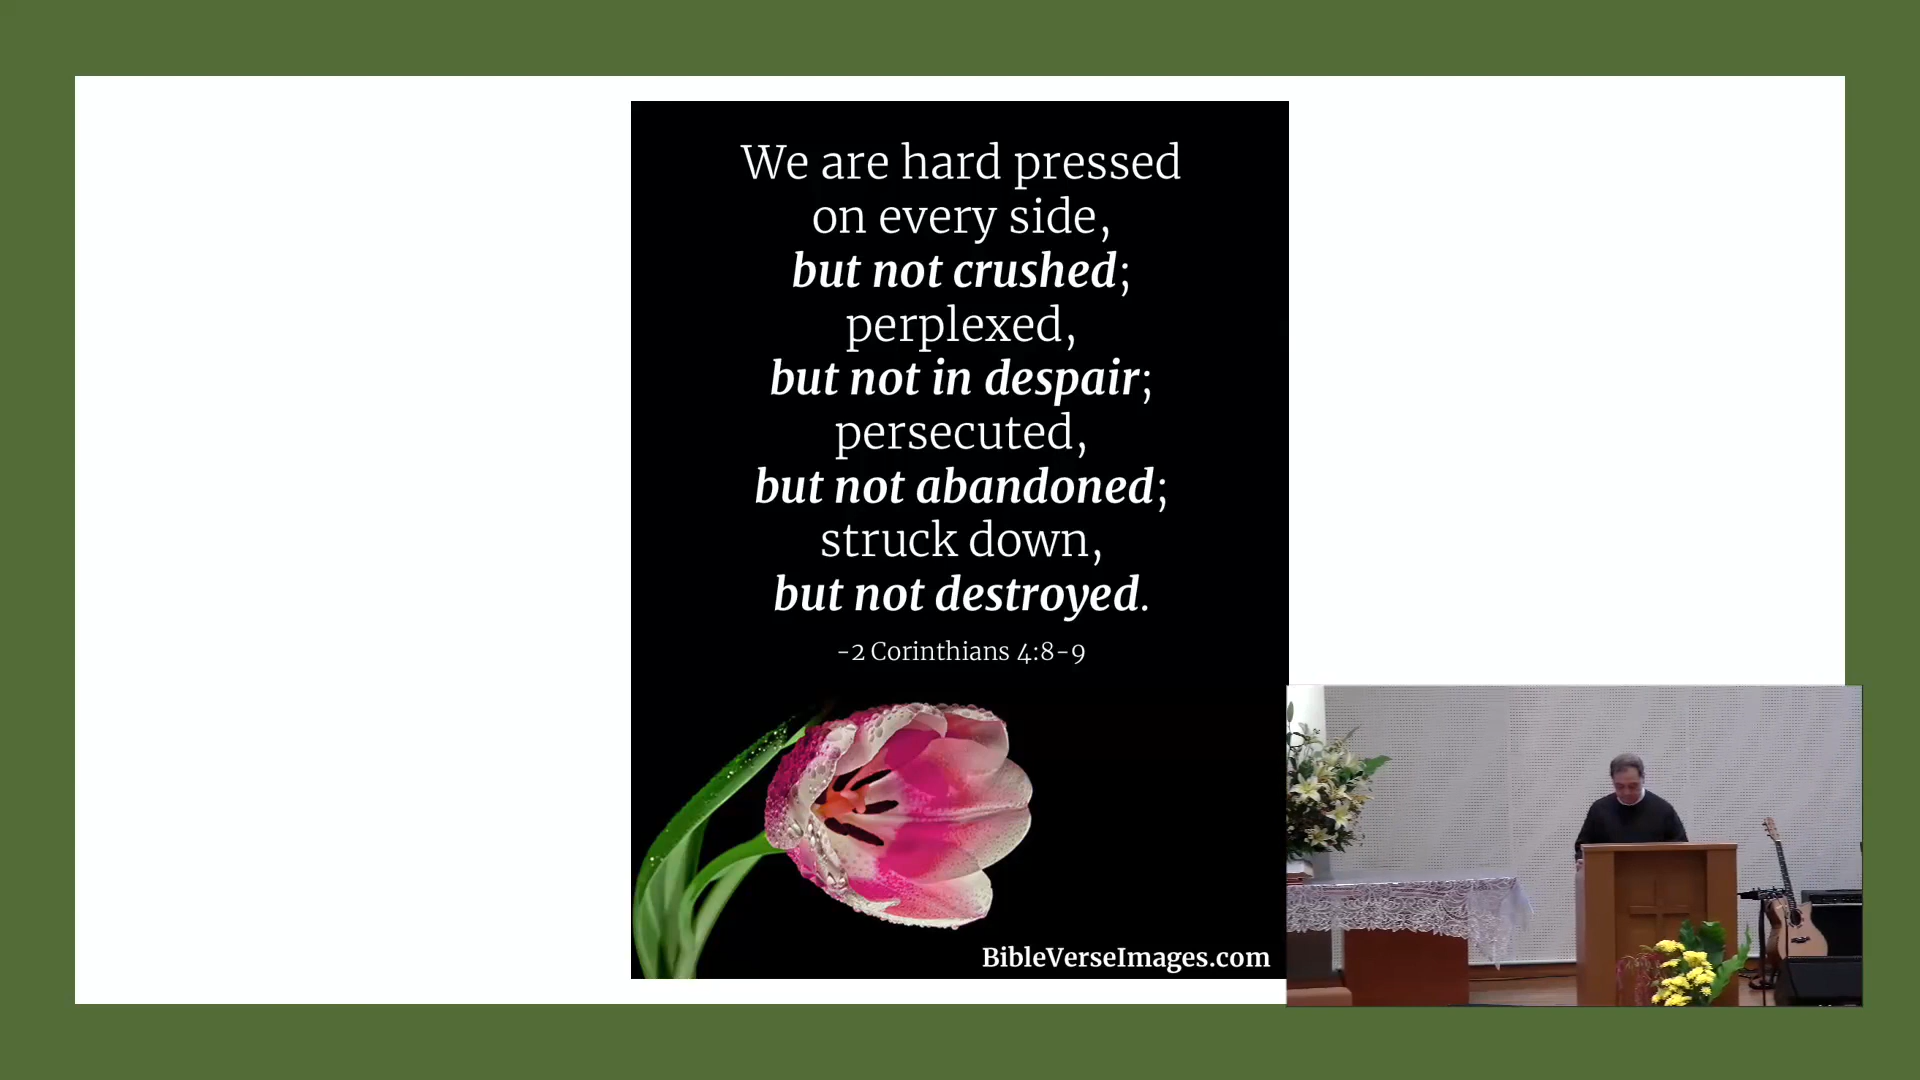 We are hard pressed
on every side,
but not crushed;
perplexed,
but not in despair;
persecuted,
but not abandoned;
struck down,
but not destroyed.
-2 Corinthians 4:8-9
BibleVerseImages.com